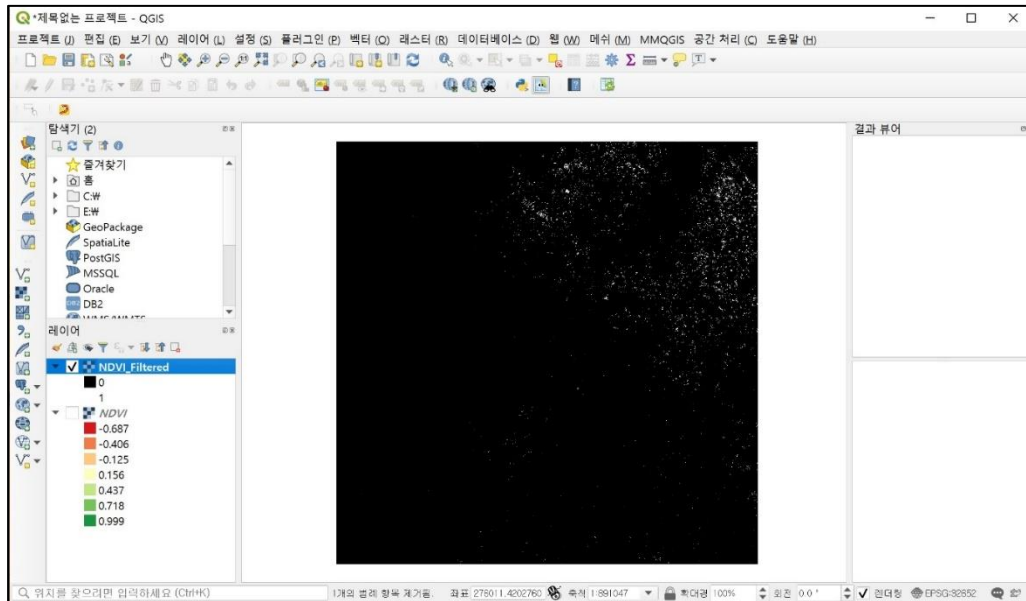 *제목없는 프로젝트 - QGIS
프로젝트 (J) 편집 (E) 보기 (V) 레이어 (L) 설정 (S) 플러그인 (P) 벡터 (O) 래스터 (R) 데이터베이스 (D) 웹 (W) 메쉬 (M) MMQGIS 공간 처리 (C) 도움말 (H)
탐색기 (2)
즐겨찾기
홈
C:₩
E:₩
GeoPackage
SpatiaLite
PostGIS
MSSQL
Oracle
DB2
WMS/WMTS
레이어
NDVI_Filtered
0
1
NDVI
-0.687
-0.406
-0.125
0.156
0.437
0.718
0.999
결과 뷰어
위치를 찾으려면 입력하세요 (Ctrl+K) 1개의 범례 항목 제거됨. 좌표 276011,4202760 축척 1:891047 확대경 100% 회전 0.0 ° 렌더링 EPSG:32652